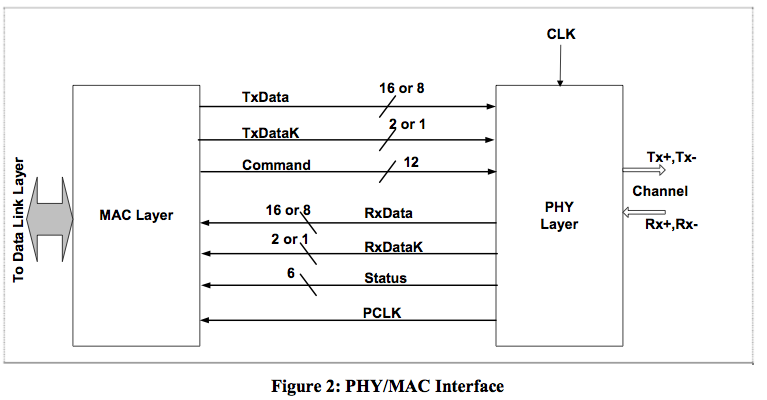 CLK
16 or 8
TxData
2 or 1
TxDataK
Tx+,Tx-
Command
12
Channel
To Data Link Layer
MAC Layer
16 or 8
RxData
PHY
Layer
Rx+,Rx-
2 or 1
RxDataK
6
Status
PCLK
Figure 2: PHY/MAC Interface